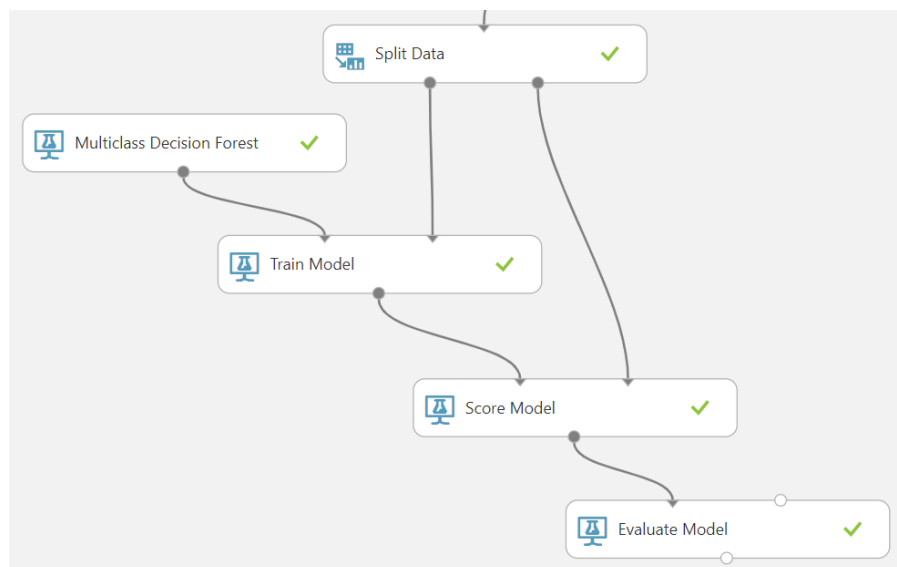 Split Data
Multiclass Decision Forest
Train Model
Score Model
Evaluate Model